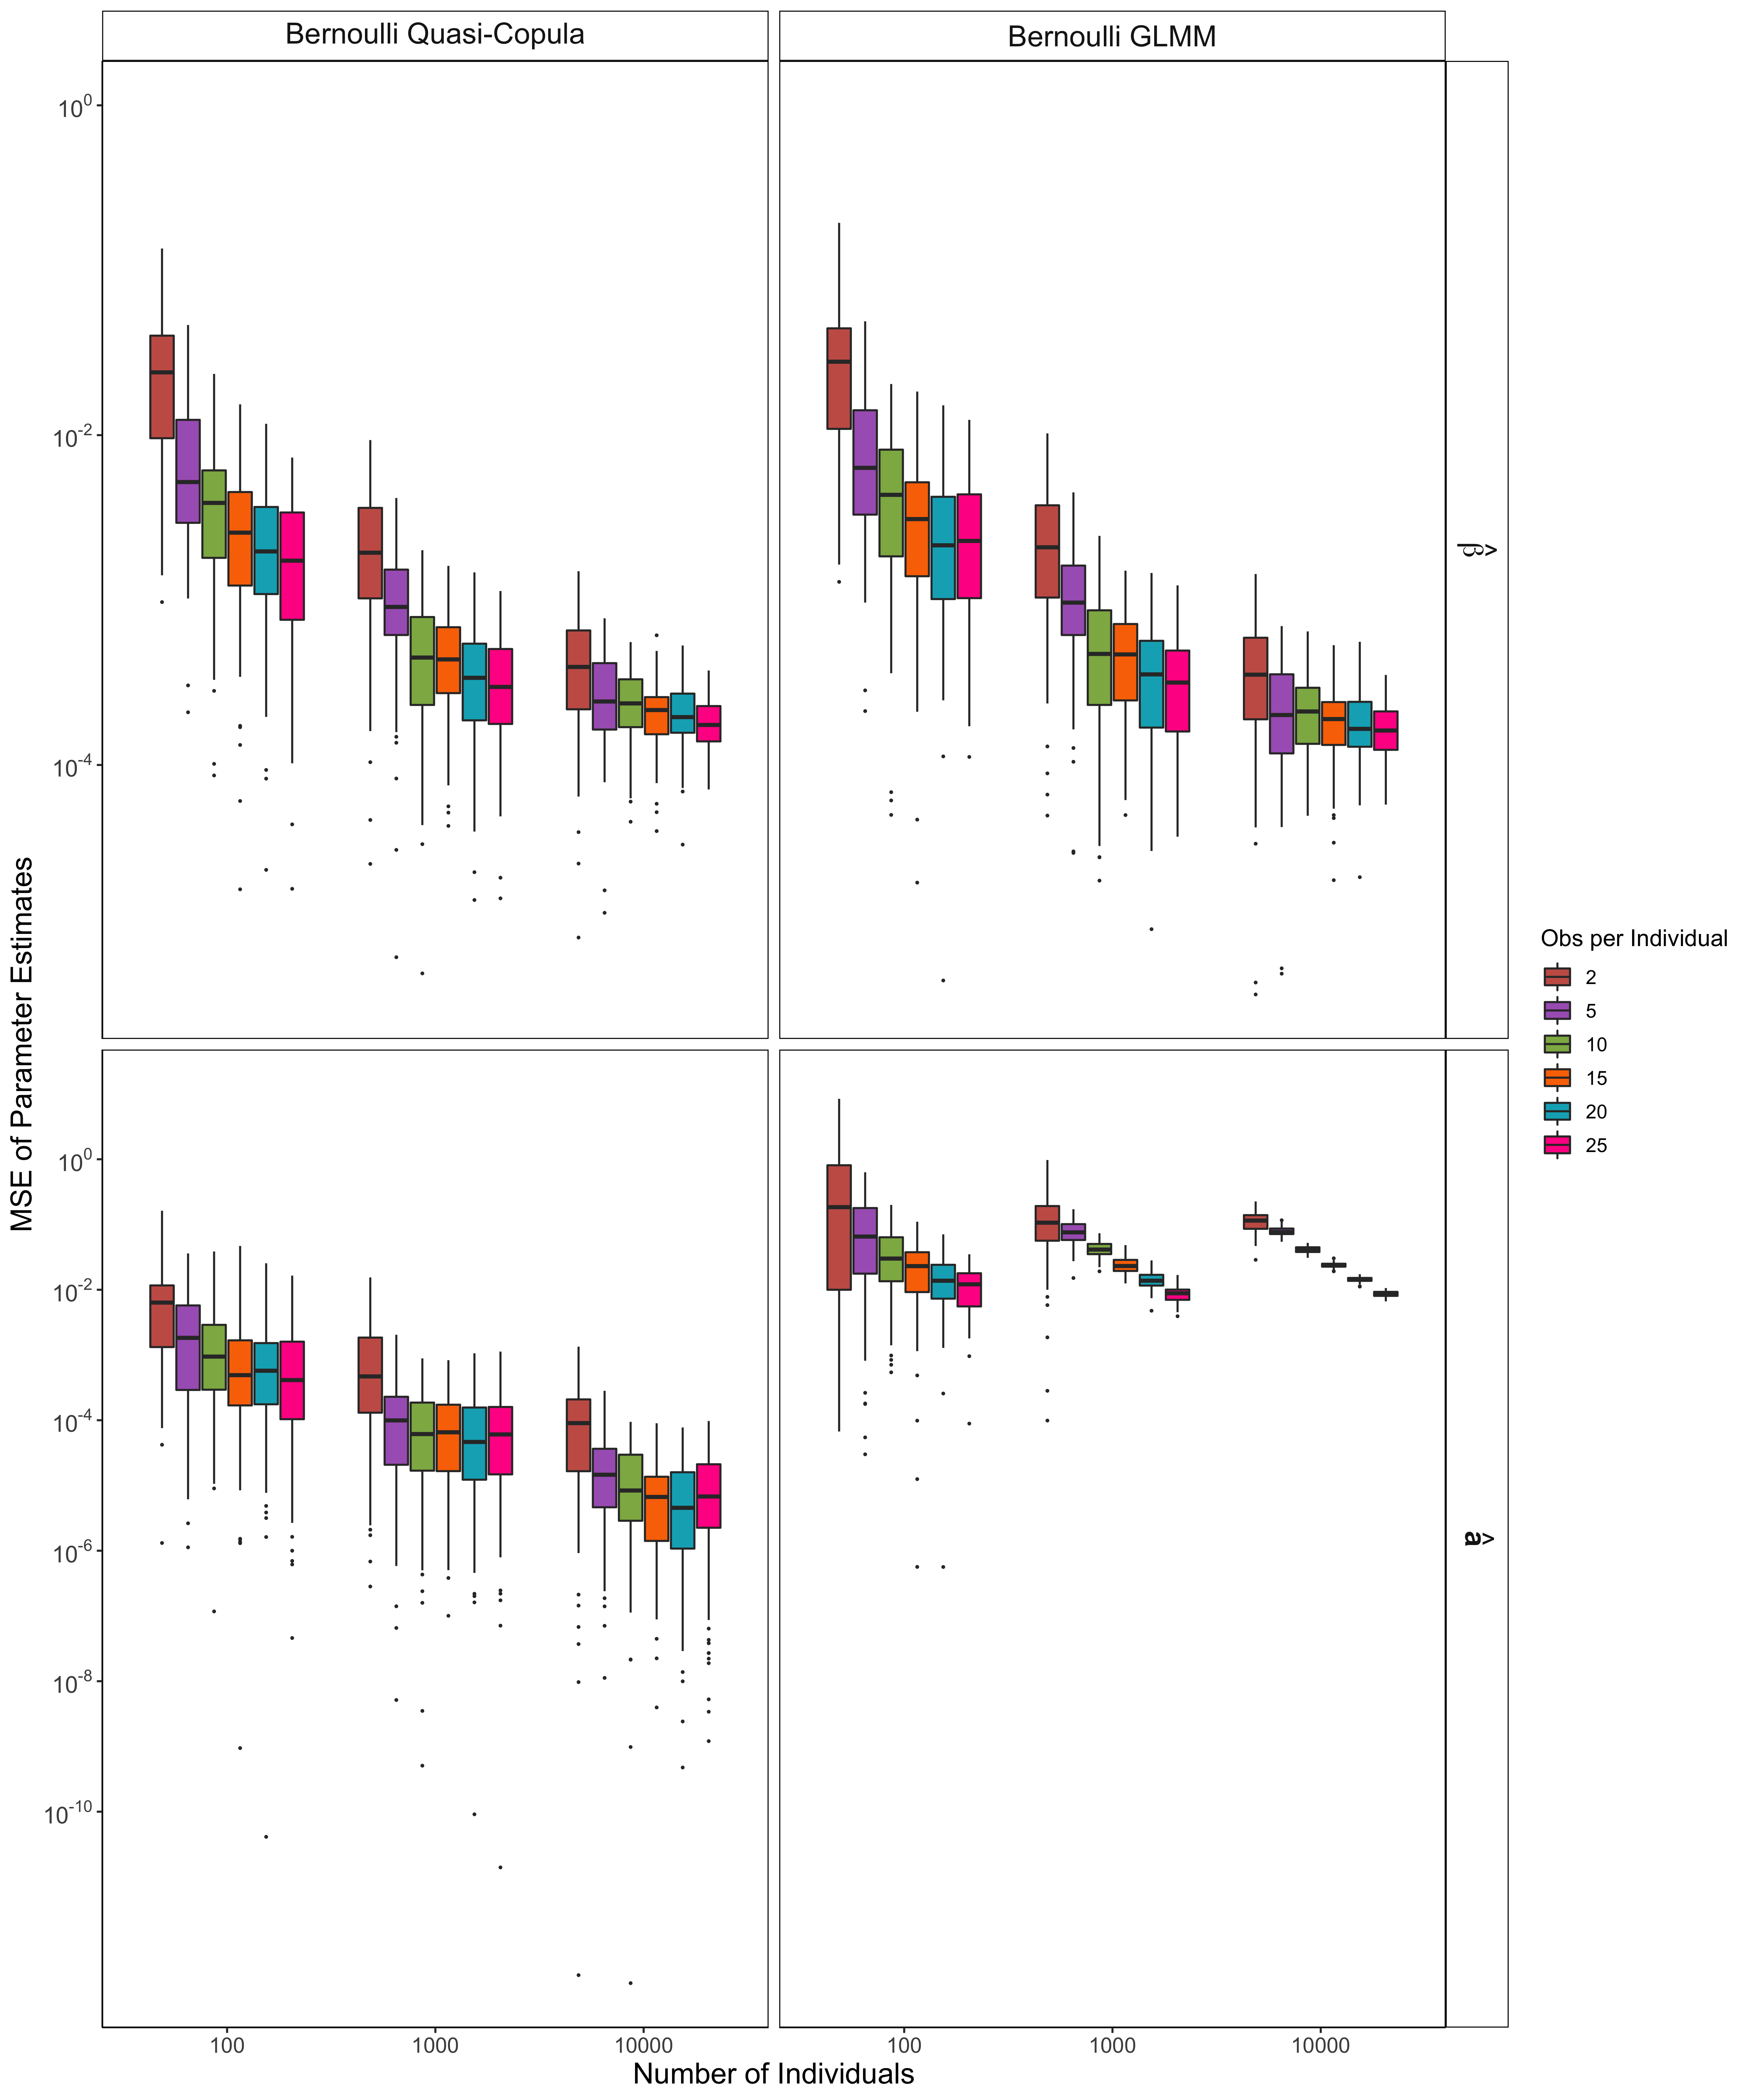 Bernoulli Quasi-Copula
Bernoulli GLMM
10^0
10^-2
10^-4
β̂
MSE of Parameter Estimates
Obs per Individual
2
5
10
15
20
25
10^0
10^-2
10^-4
10^-6
10^-8
10^-10
â
100 1000 10000
100 1000 10000
Number of Individuals